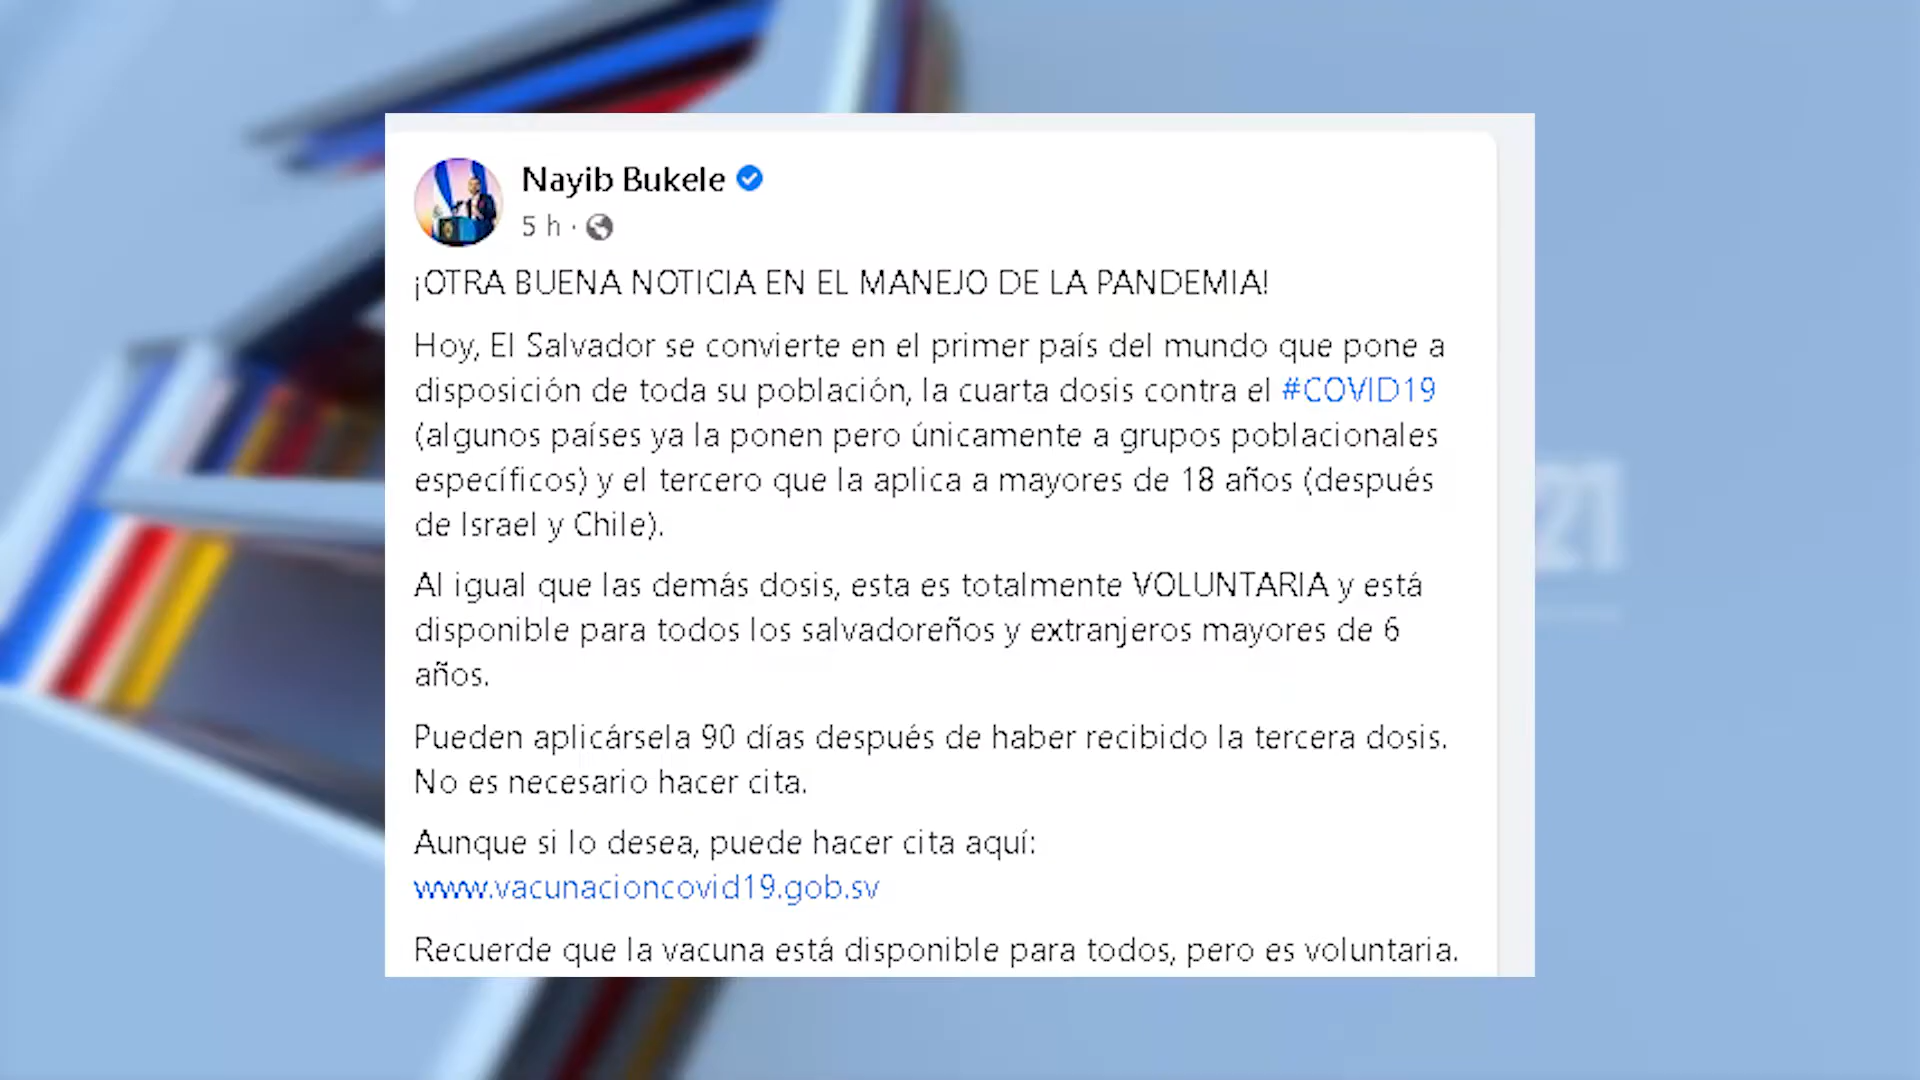 Nayib Bukele
5 h ·
¡OTRA BUENA NOTICIA EN EL MANEJO DE LA PANDEMIA!
Hoy, El Salvador se convierte en el primer país del mundo que pone a
disposición de toda su población, la cuarta dosis contra el #COVID19
(algunos países ya la ponen pero únicamente a grupos poblacionales
específicos) y el tercero que la aplica a mayores de 18 años (después
de Israel y Chile).
Al igual que las demás dosis, esta es totalmente VOLUNTARIA y está
disponible para todos los salvadoreños y extranjeros mayores de 6
años.
Pueden aplicársela 90 días después de haber recibido la tercera dosis.
No es necesario hacer cita.
Aunque si lo desea, puede hacer cita aquí:
www.vacunacioncovid19.gob.sv
Recuerde que la vacuna está disponible para todos, pero es voluntaria.
21